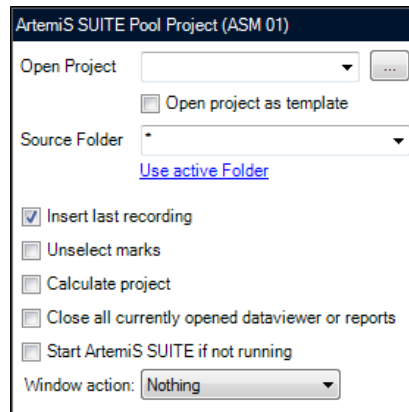 ArtemiS SUITE Pool Project (ASM 01)
Open Project
...
Open project as template
Source Folder *
Use active Folder
Insert last recording
Unselect marks
Calculate project
Close all currently opened dataviewer or reports
Start ArtemiS SUITE if not running
Window action: Nothing